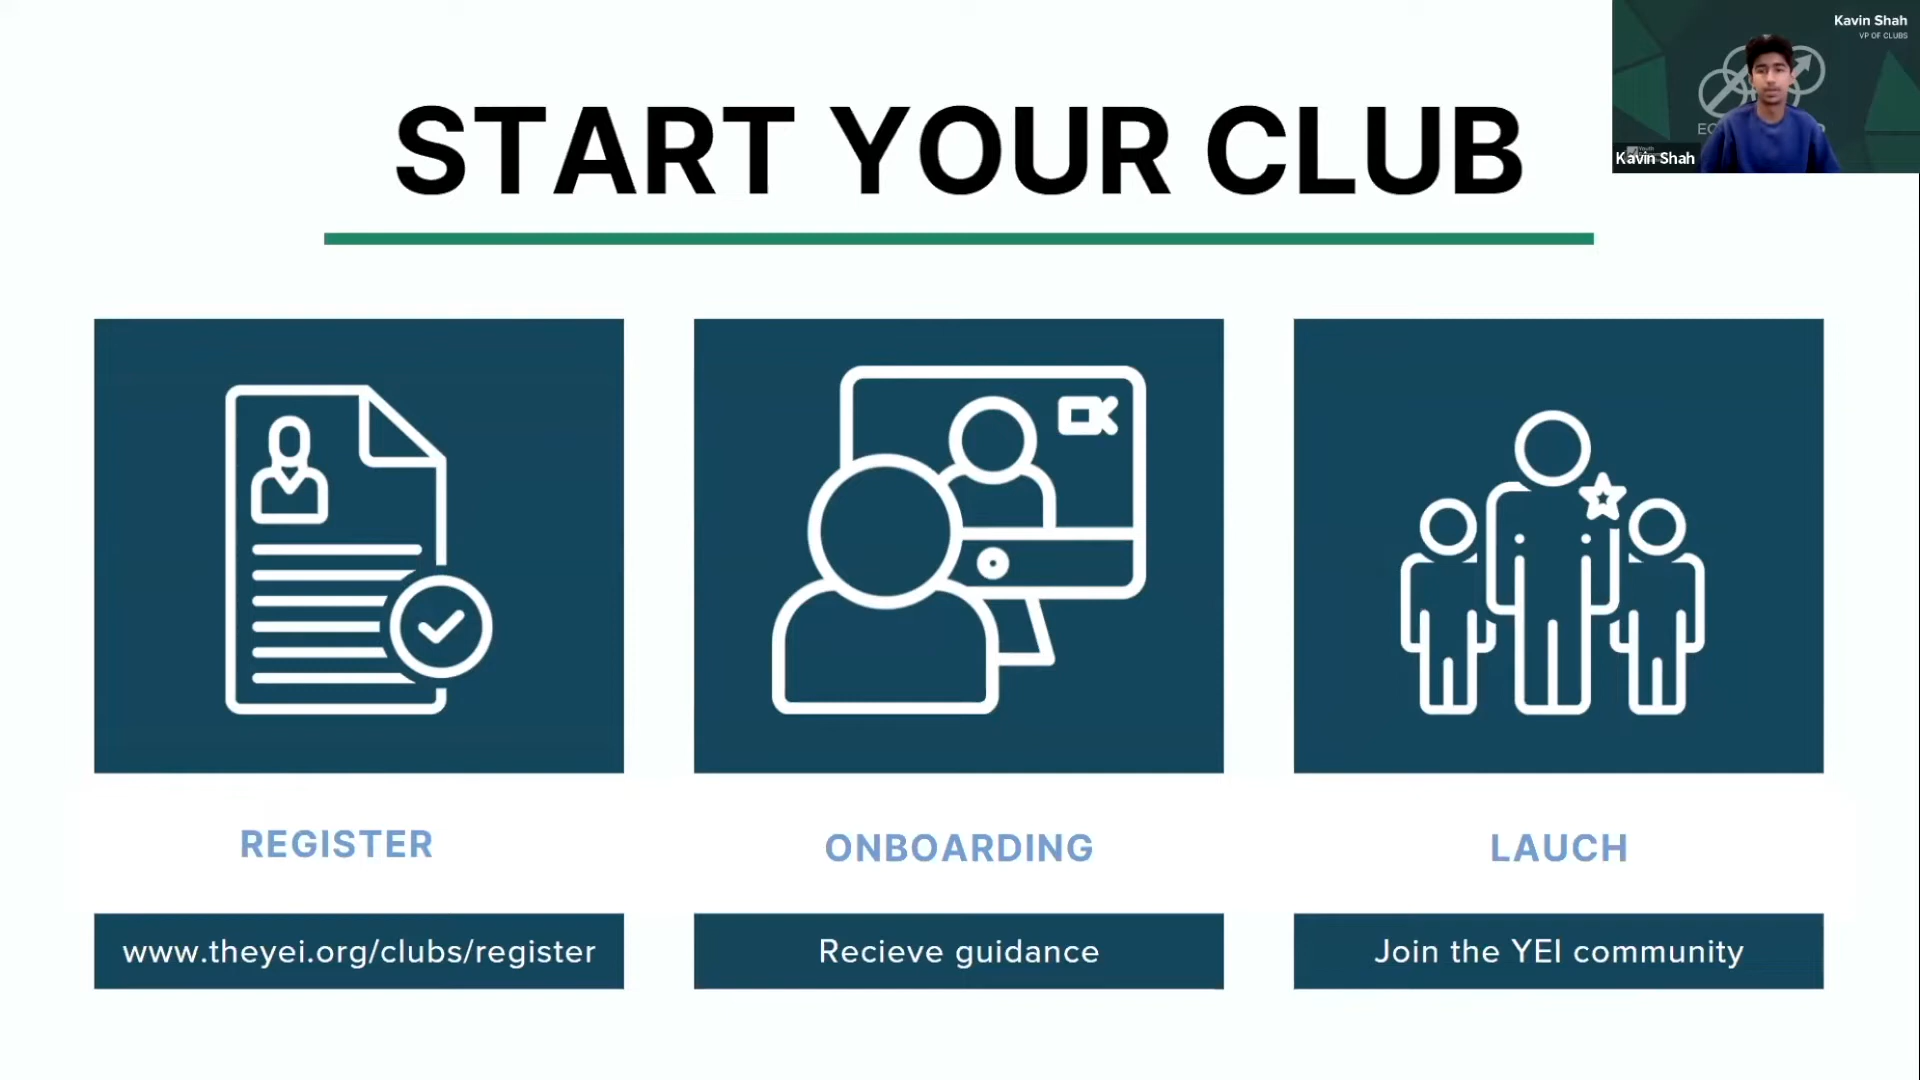 Kavin Shah
VP OF CLUBS
START YOUR CLUB
Kavin Shah
REGISTER
ONBOARDING
LAUCH
www.theyei.org/clubs/register
Recieve guidance
Join the YEI community